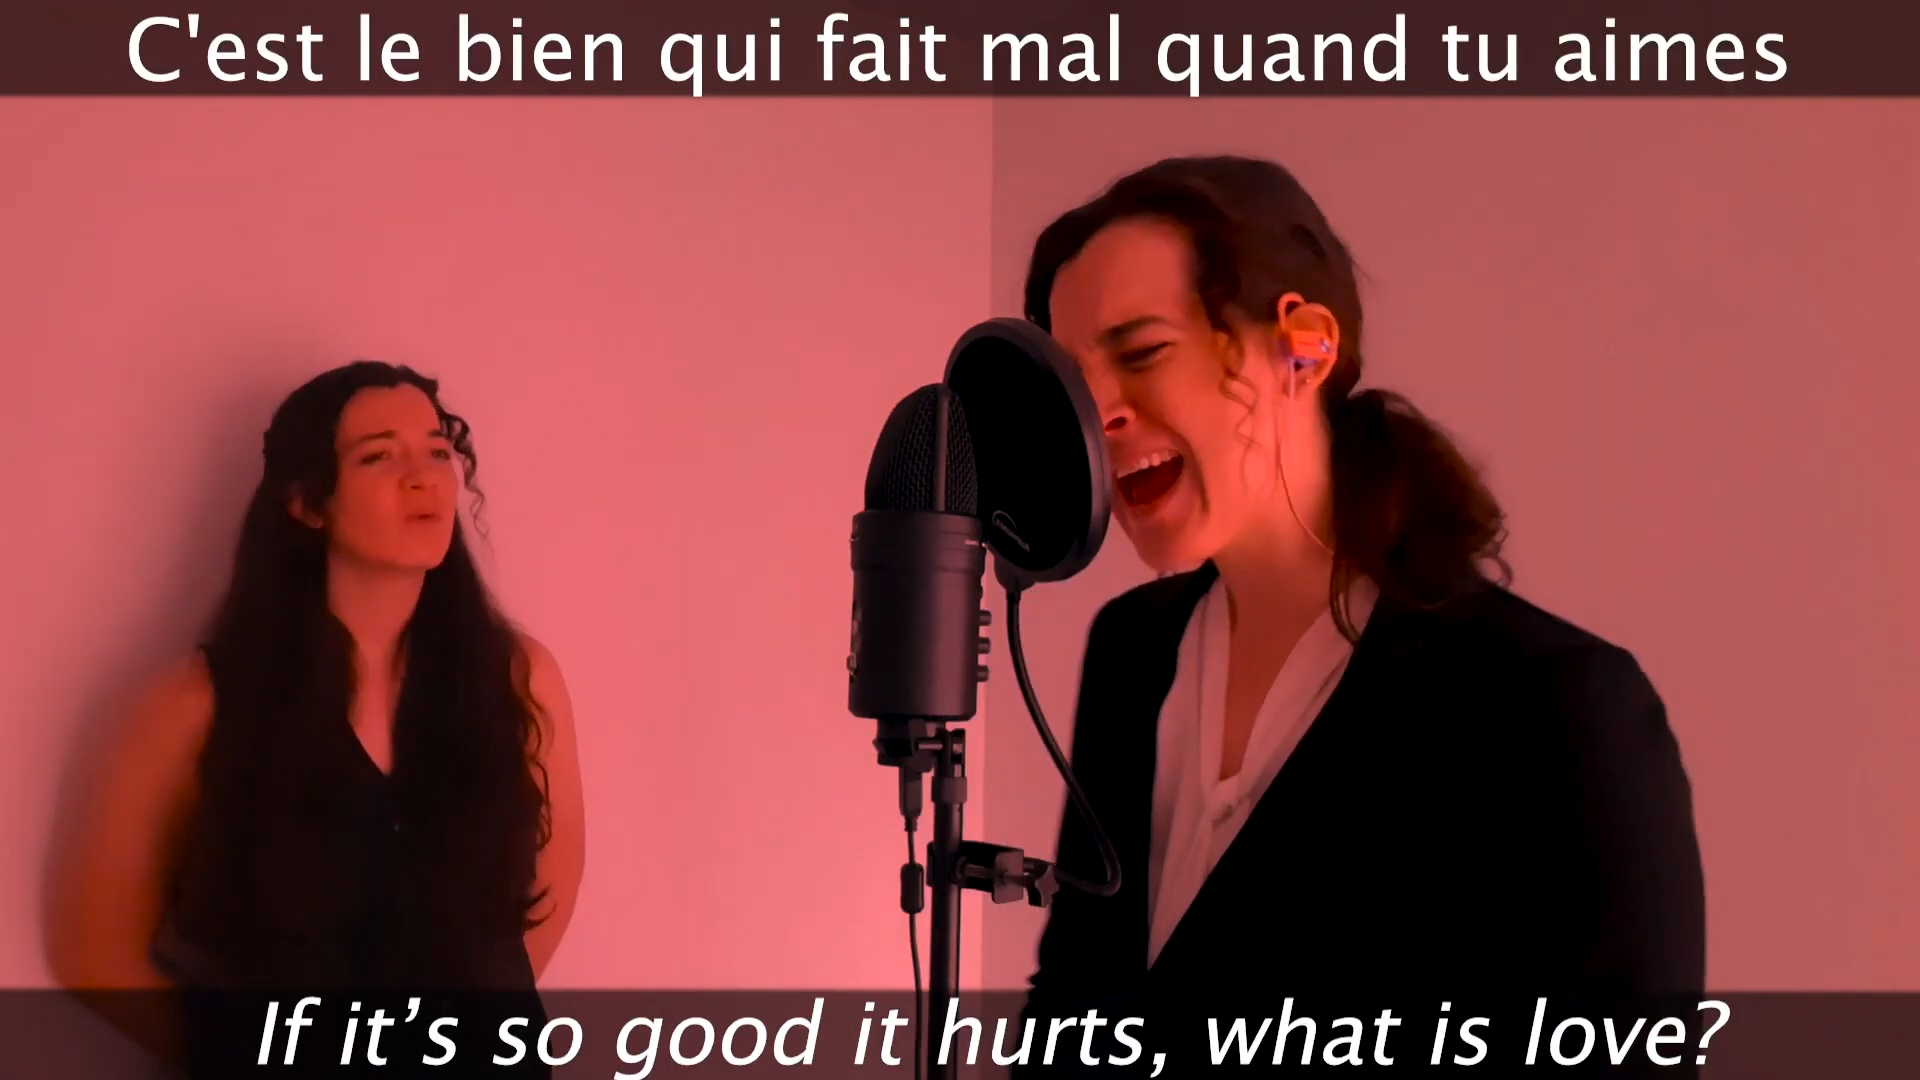 C'est le bien qui fait mal quand tu aimes
If it’s so good it hurts, what is love?